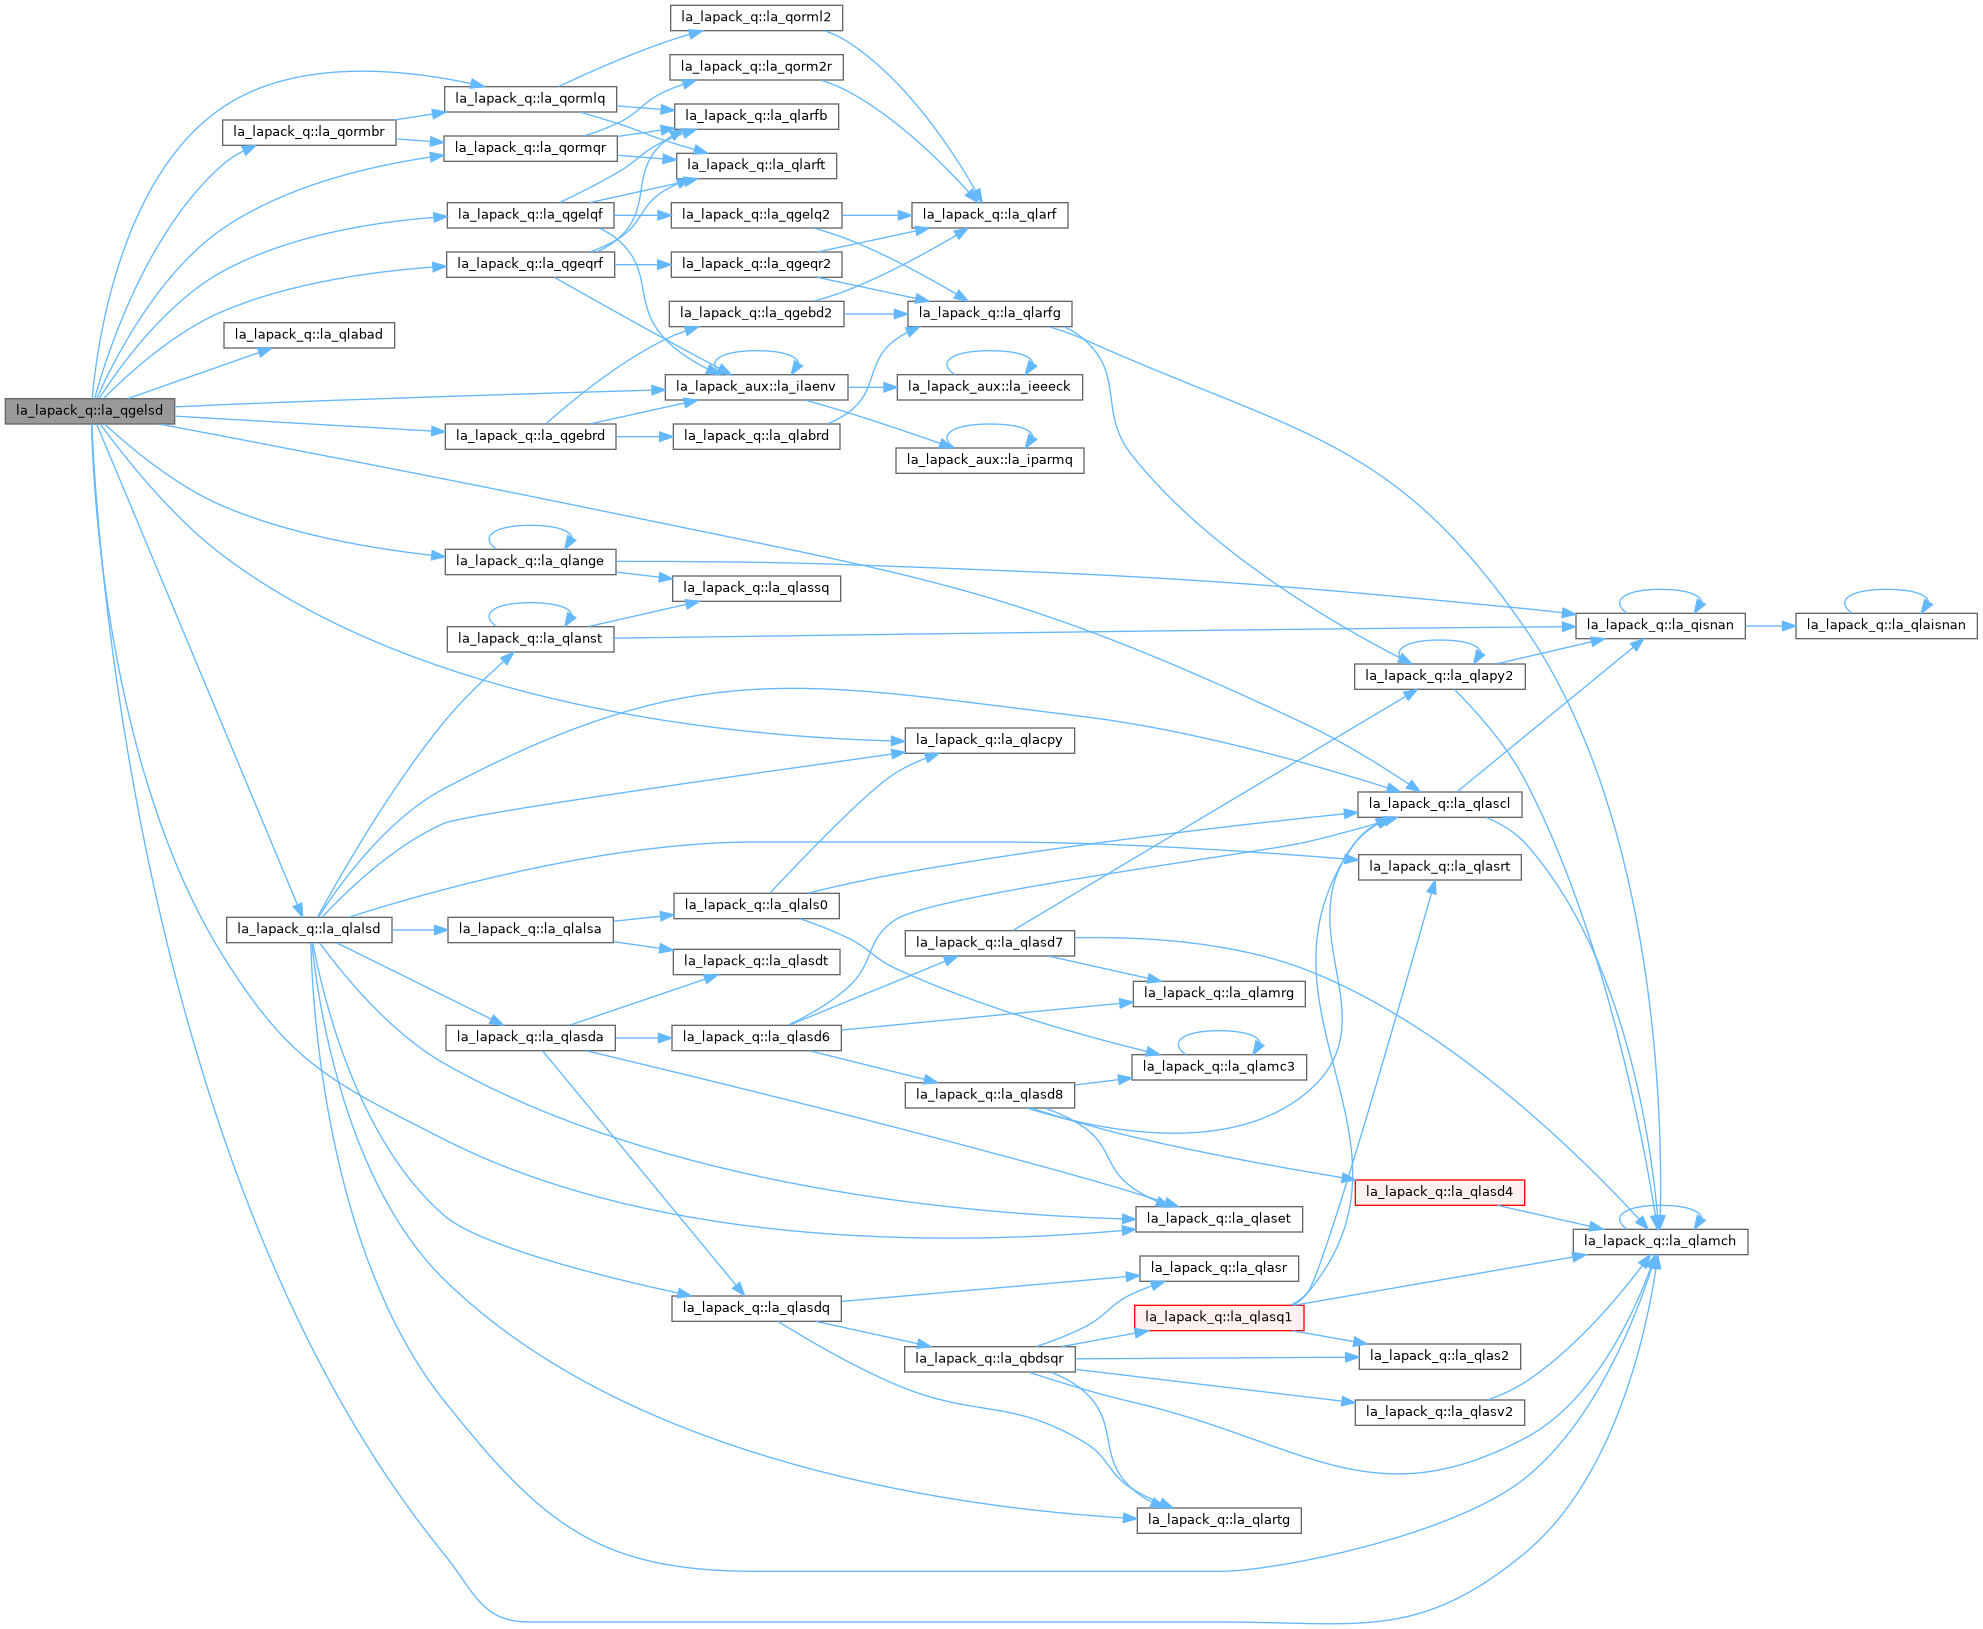 la_lapack_q::la_qorml2
la_lapack_q::la_qorm2r
la_lapack_q::la_qormlq
la_lapack_q::la_qlarfb
la_lapack_q::la_qormbr
la_lapack_q::la_qormqr
la_lapack_q::la_qlarft
la_lapack_q::la_qgelqf
la_lapack_q::la_qgelq2
la_lapack_q::la_qlarf
la_lapack_q::la_qgeqrf
la_lapack_q::la_qgeqr2
la_lapack_q::la_qgebd2
la_lapack_q::la_qlarfg
la_lapack_q::la_qlabad
la_lapack_aux::la_ilaenv
la_lapack_aux::la_ieeeck
la_lapack_q::la_qgelsd
la_lapack_q::la_qgebrd
la_lapack_q::la_qlabrd
la_lapack_aux::la_iparmq
la_lapack_q::la_qlange
la_lapack_q::la_qlassq
la_lapack_q::la_qlanst
la_lapack_q::la_qisnan
la_lapack_q::la_qlaisnan
la_lapack_q::la_qlapy2
la_lapack_q::la_qlacpy
la_lapack_q::la_qlascl
la_lapack_q::la_qlasrt
la_lapack_q::la_qlals0
la_lapack_q::la_qlalsd
la_lapack_q::la_qlalsa
la_lapack_q::la_qlasd7
la_lapack_q::la_qlasdt
la_lapack_q::la_qlamrg
la_lapack_q::la_qlasda
la_lapack_q::la_qlasd6
la_lapack_q::la_qlamc3
la_lapack_q::la_qlasd8
la_lapack_q::la_qlasd4
la_lapack_q::la_qlaset
la_lapack_q::la_qlamch
la_lapack_q::la_qlasr
la_lapack_q::la_qlasdq
la_lapack_q::la_qlasq1
la_lapack_q::la_qbdsqr
la_lapack_q::la_qlas2
la_lapack_q::la_qlasv2
la_lapack_q::la_qlartg